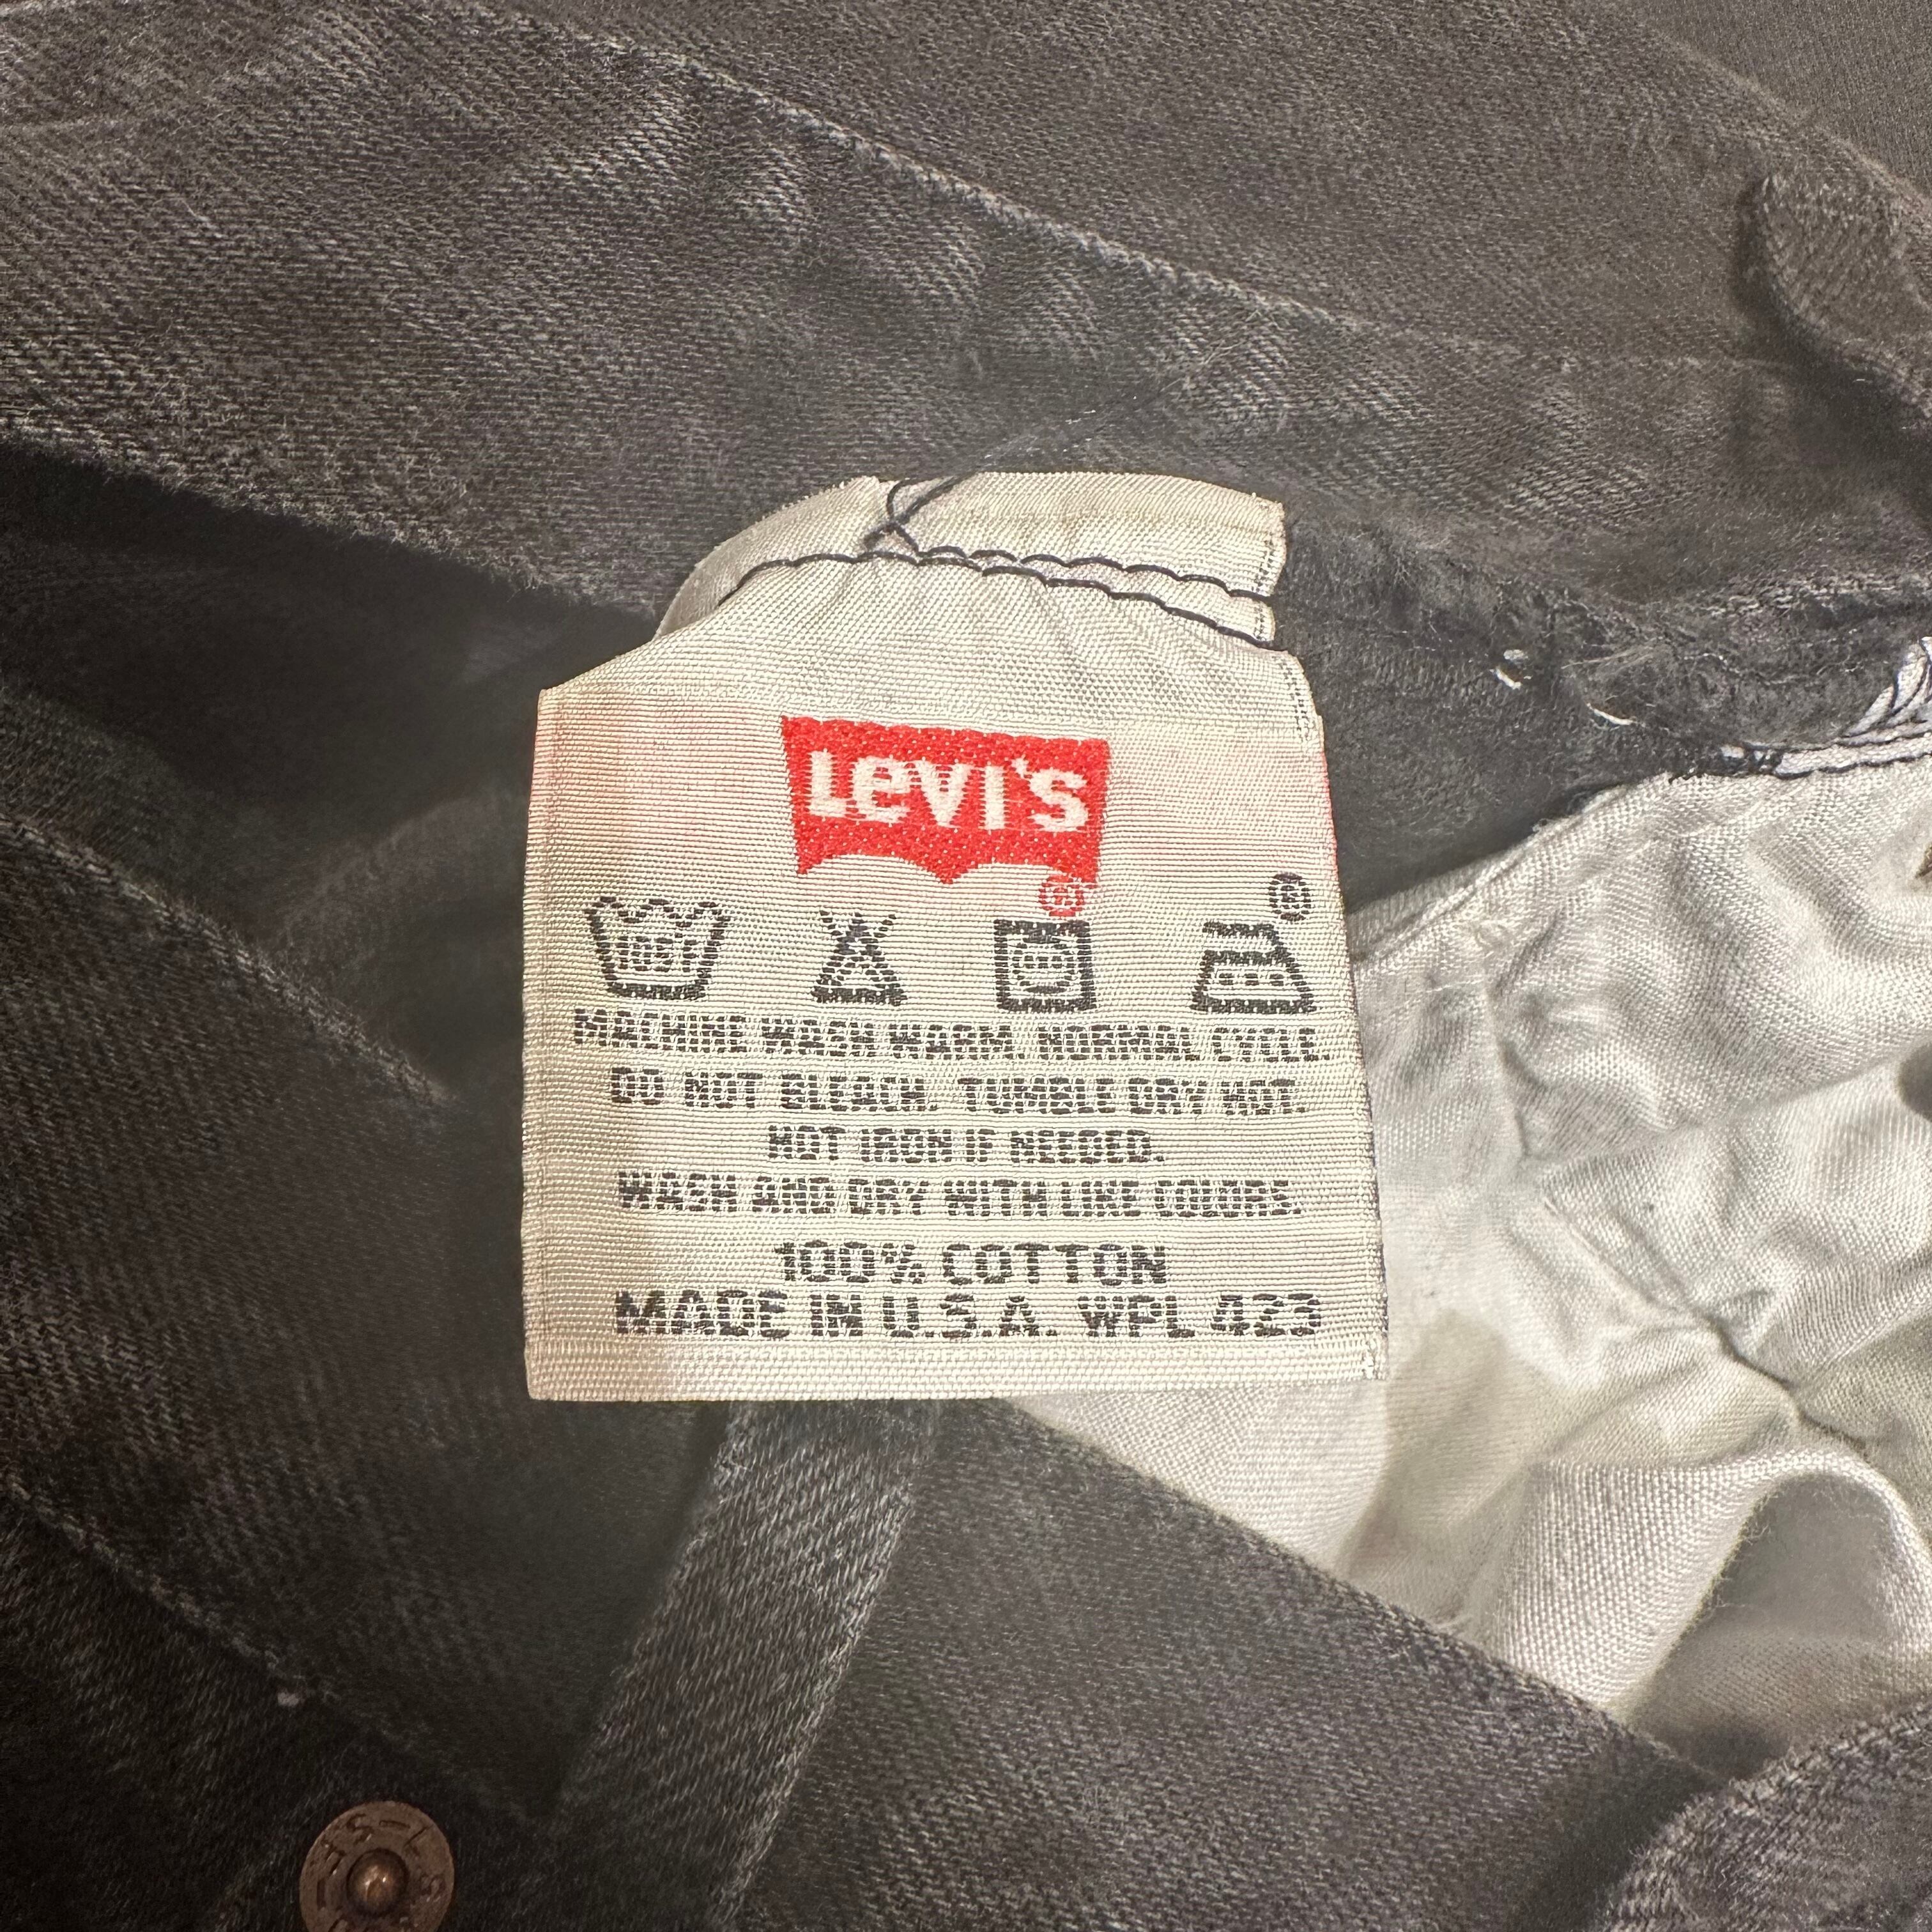 LEVI'S
®
®
105F
MACHINE WASH WARM. NORMAL CYCLE.
DO NOT BLEACH. TUMBLE DRY HOT.
HOT IRON IF NEEDED.
WASH AND DRY WITH LIKE COLORS.
100% COTTON
MADE IN U.S.A. WPL 423